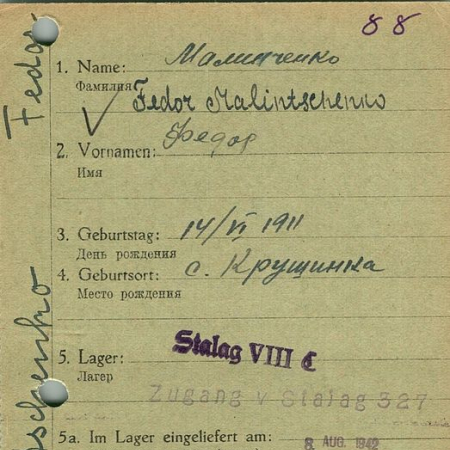 88
Малинченко
1. Name:
Фамилия Fedor Malintschenko
Федор
2. Vornamen:
Имя
3. Geburtstag: 14/VI 1911
День рождения
4. Geburtsort: с. Крушинка
Место рождения
5. Lager: Stalag VIII C
Лагер
Zugang v Stalag 327
5a. Im Lager eingeliefert am: 8 AUG. 1942
Fedor
schenko